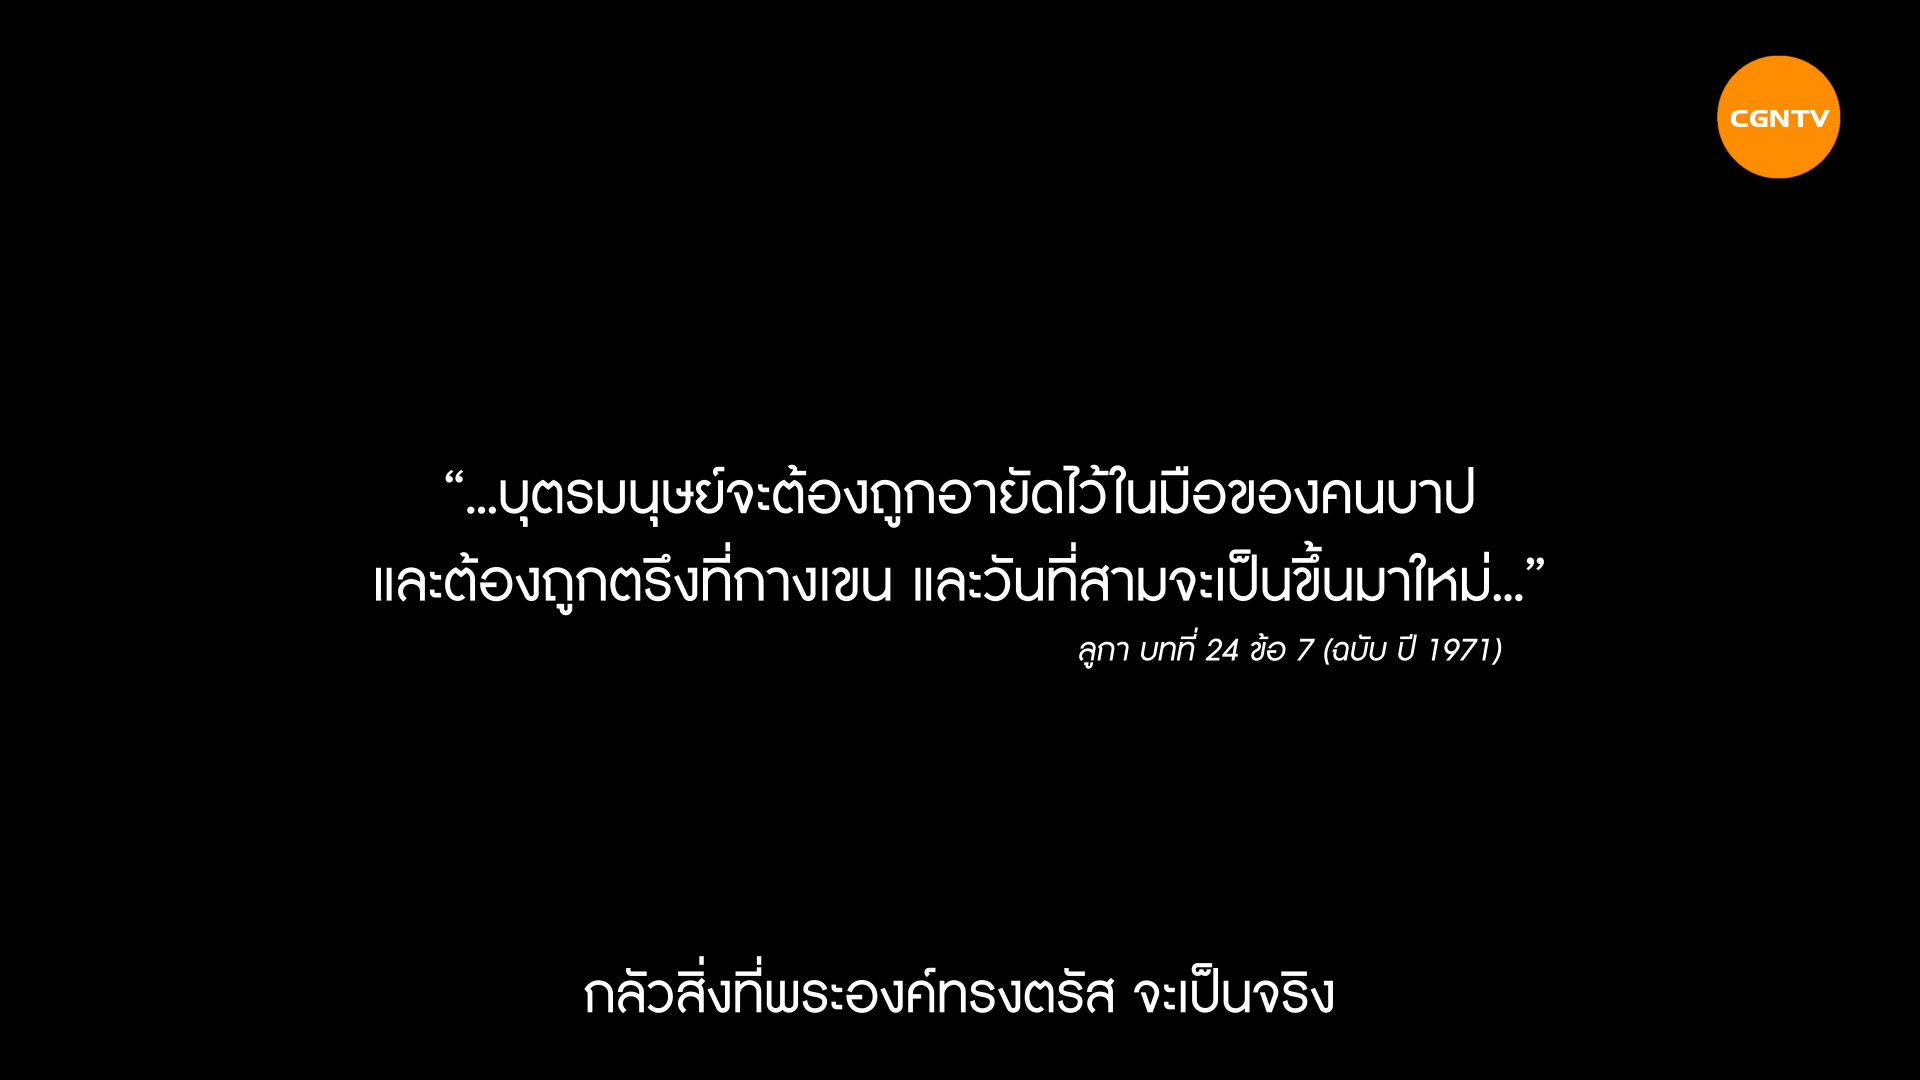 CGNTV
“...บุตรมนุษย์จะต้องถูกอายัดไว้ในมือของคนบาป
และต้องถูกตรึงที่กางเขน และวันที่สามจะเป็นขึ้นมาใหม่...”
ลูกา บทที่ 24 ข้อ 7 (ฉบับ ปี 1971)
กลัวสิ่งที่พระองค์ทรงตรัส จะเป็นจริง